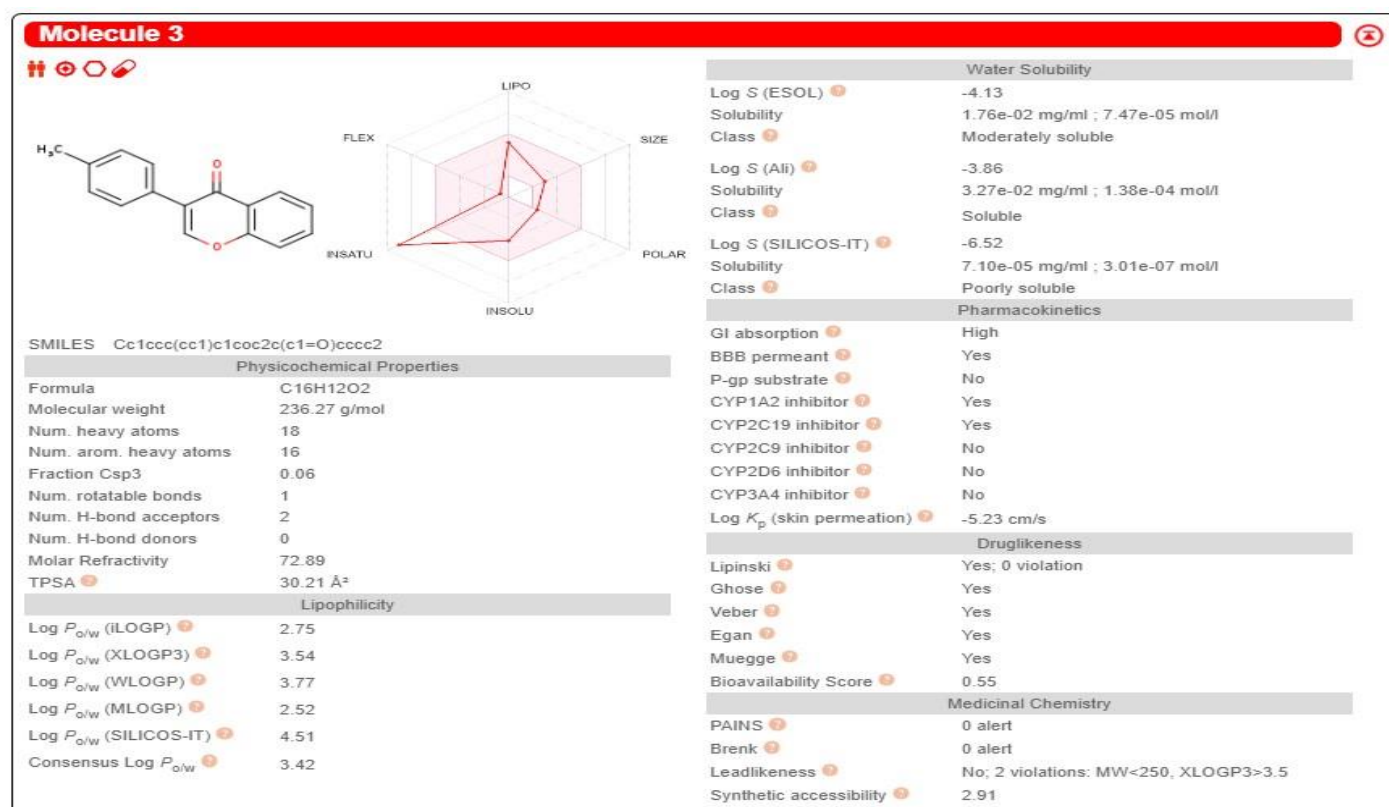 Molecule 3
LIPO
FLEX
SIZE
H₃C
O
O
INSATU
POLAR
INSOLU
SMILES Cc1ccc(cc1)c1coc2c(c1=O)cccc2
Physicochemical Properties
Formula C16H12O2
Molecular weight 236.27 g/mol
Num. heavy atoms 18
Num. arom. heavy atoms 16
Fraction Csp3 0.06
Num. rotatable bonds 1
Num. H-bond acceptors 2
Num. H-bond donors 0
Molar Refractivity 72.89
TPSA ? 30.21 Å²
Lipophilicity
Log Po/w (iLOGP) ? 2.75
Log Po/w (XLOGP3) ? 3.54
Log Po/w (WLOGP) ? 3.77
Log Po/w (MLOGP) ? 2.52
Log Po/w (SILICOS-IT) ? 4.51
Consensus Log Po/w ? 3.42
Water Solubility
Log S (ESOL) ? -4.13
Solubility 1.76e-02 mg/ml ; 7.47e-05 mol/l
Class ? Moderately soluble
Log S (Ali) ? -3.86
Solubility 3.27e-02 mg/ml ; 1.38e-04 mol/l
Class ? Soluble
Log S (SILICOS-IT) ? -6.52
Solubility 7.10e-05 mg/ml ; 3.01e-07 mol/l
Class ? Poorly soluble
Pharmacokinetics
GI absorption ? High
BBB permeant ? Yes
P-gp substrate ? No
CYP1A2 inhibitor ? Yes
CYP2C19 inhibitor ? Yes
CYP2C9 inhibitor ? No
CYP2D6 inhibitor ? No
CYP3A4 inhibitor ? No
Log Kp (skin permeation) ? -5.23 cm/s
Druglikeness
Lipinski ? Yes; 0 violation
Ghose ? Yes
Veber ? Yes
Egan ? Yes
Muegge ? Yes
Bioavailability Score ? 0.55
Medicinal Chemistry
PAINS ? 0 alert
Brenk ? 0 alert
Leadlikeness ? No; 2 violations: MW<250, XLOGP3>3.5
Synthetic accessibility ? 2.91